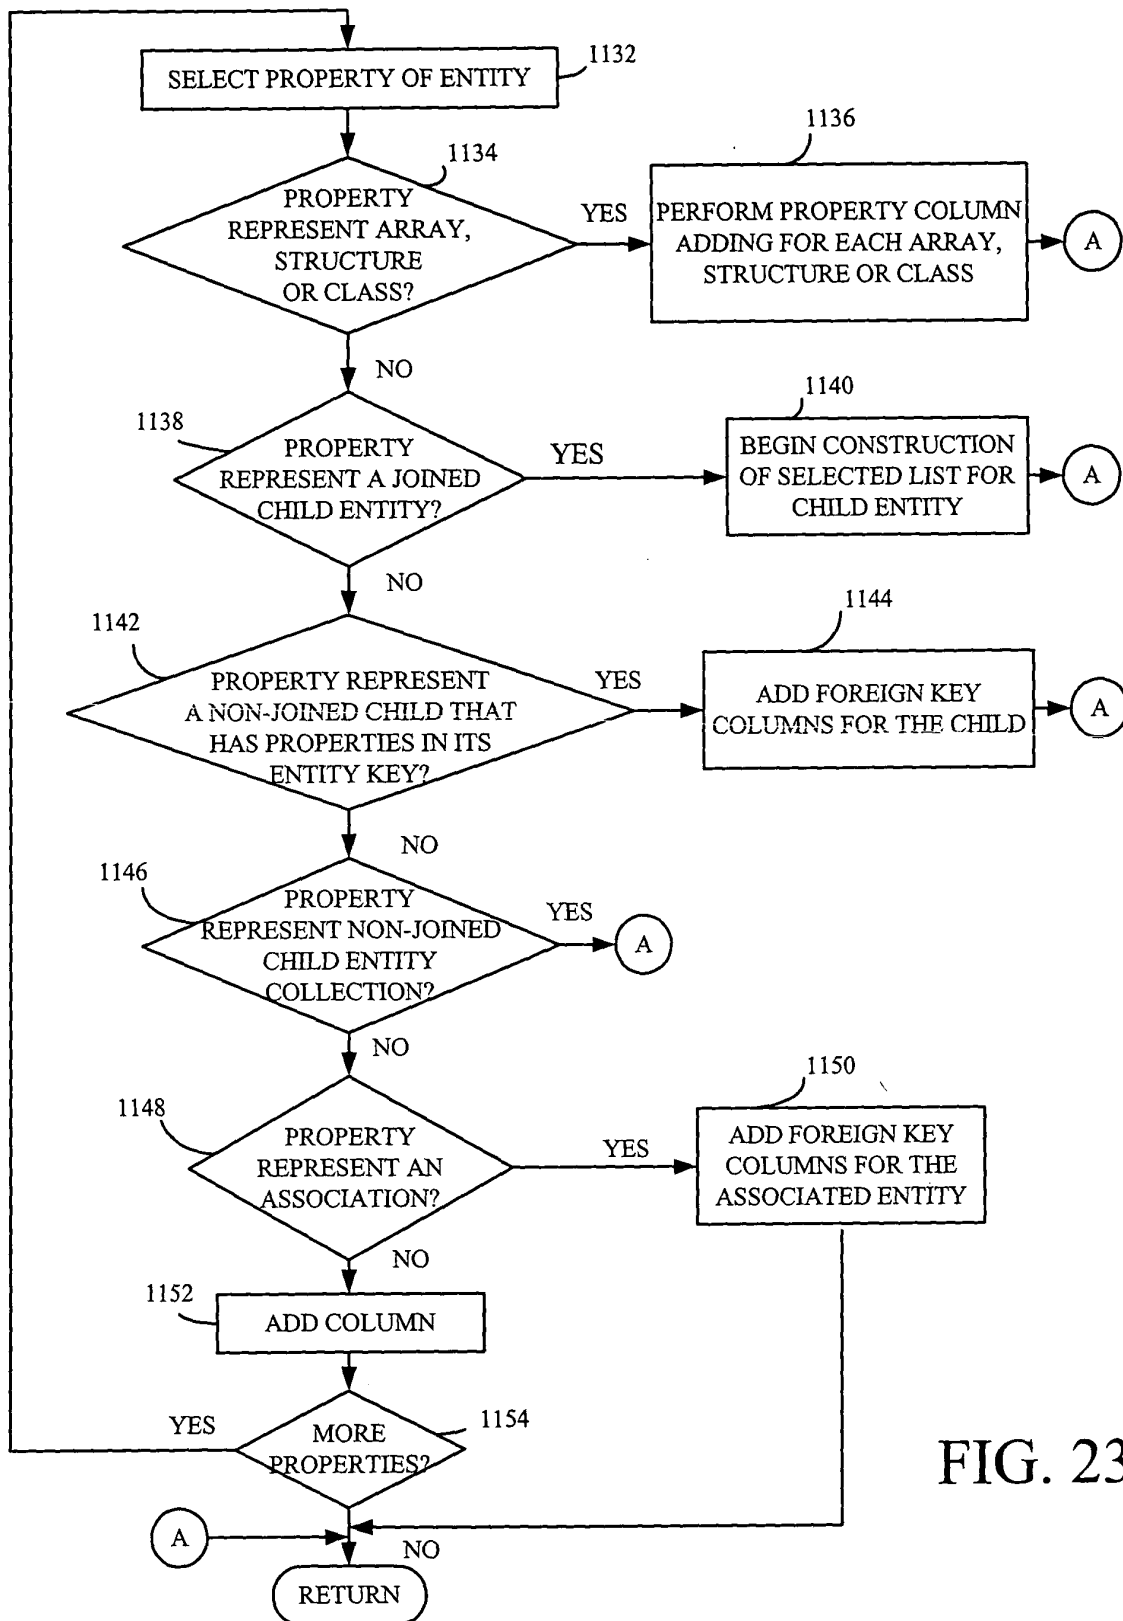 1132
SELECT PROPERTY OF ENTITY
1134
1136
PROPERTY
REPRESENT ARRAY,
STRUCTURE
OR CLASS?
YES
PERFORM PROPERTY COLUMN
ADDING FOR EACH ARRAY,
STRUCTURE OR CLASS
A
NO
1138
1140
PROPERTY
REPRESENT A JOINED
CHILD ENTITY?
YES
BEGIN CONSTRUCTION
OF SELECTED LIST FOR
CHILD ENTITY
A
NO
1142
1144
PROPERTY REPRESENT
A NON-JOINED CHILD THAT
HAS PROPERTIES IN ITS
ENTITY KEY?
YES
ADD FOREIGN KEY
COLUMNS FOR THE CHILD
A
NO
1146
PROPERTY
REPRESENT NON-JOINED
CHILD ENTITY
COLLECTION?
YES
A
NO
1148
1150
PROPERTY
REPRESENT AN
ASSOCIATION?
YES
ADD FOREIGN KEY
COLUMNS FOR THE
ASSOCIATED ENTITY
NO
1152
ADD COLUMN
YES
1154
MORE
PROPERTIES?
FIG. 23
A
NO
RETURN